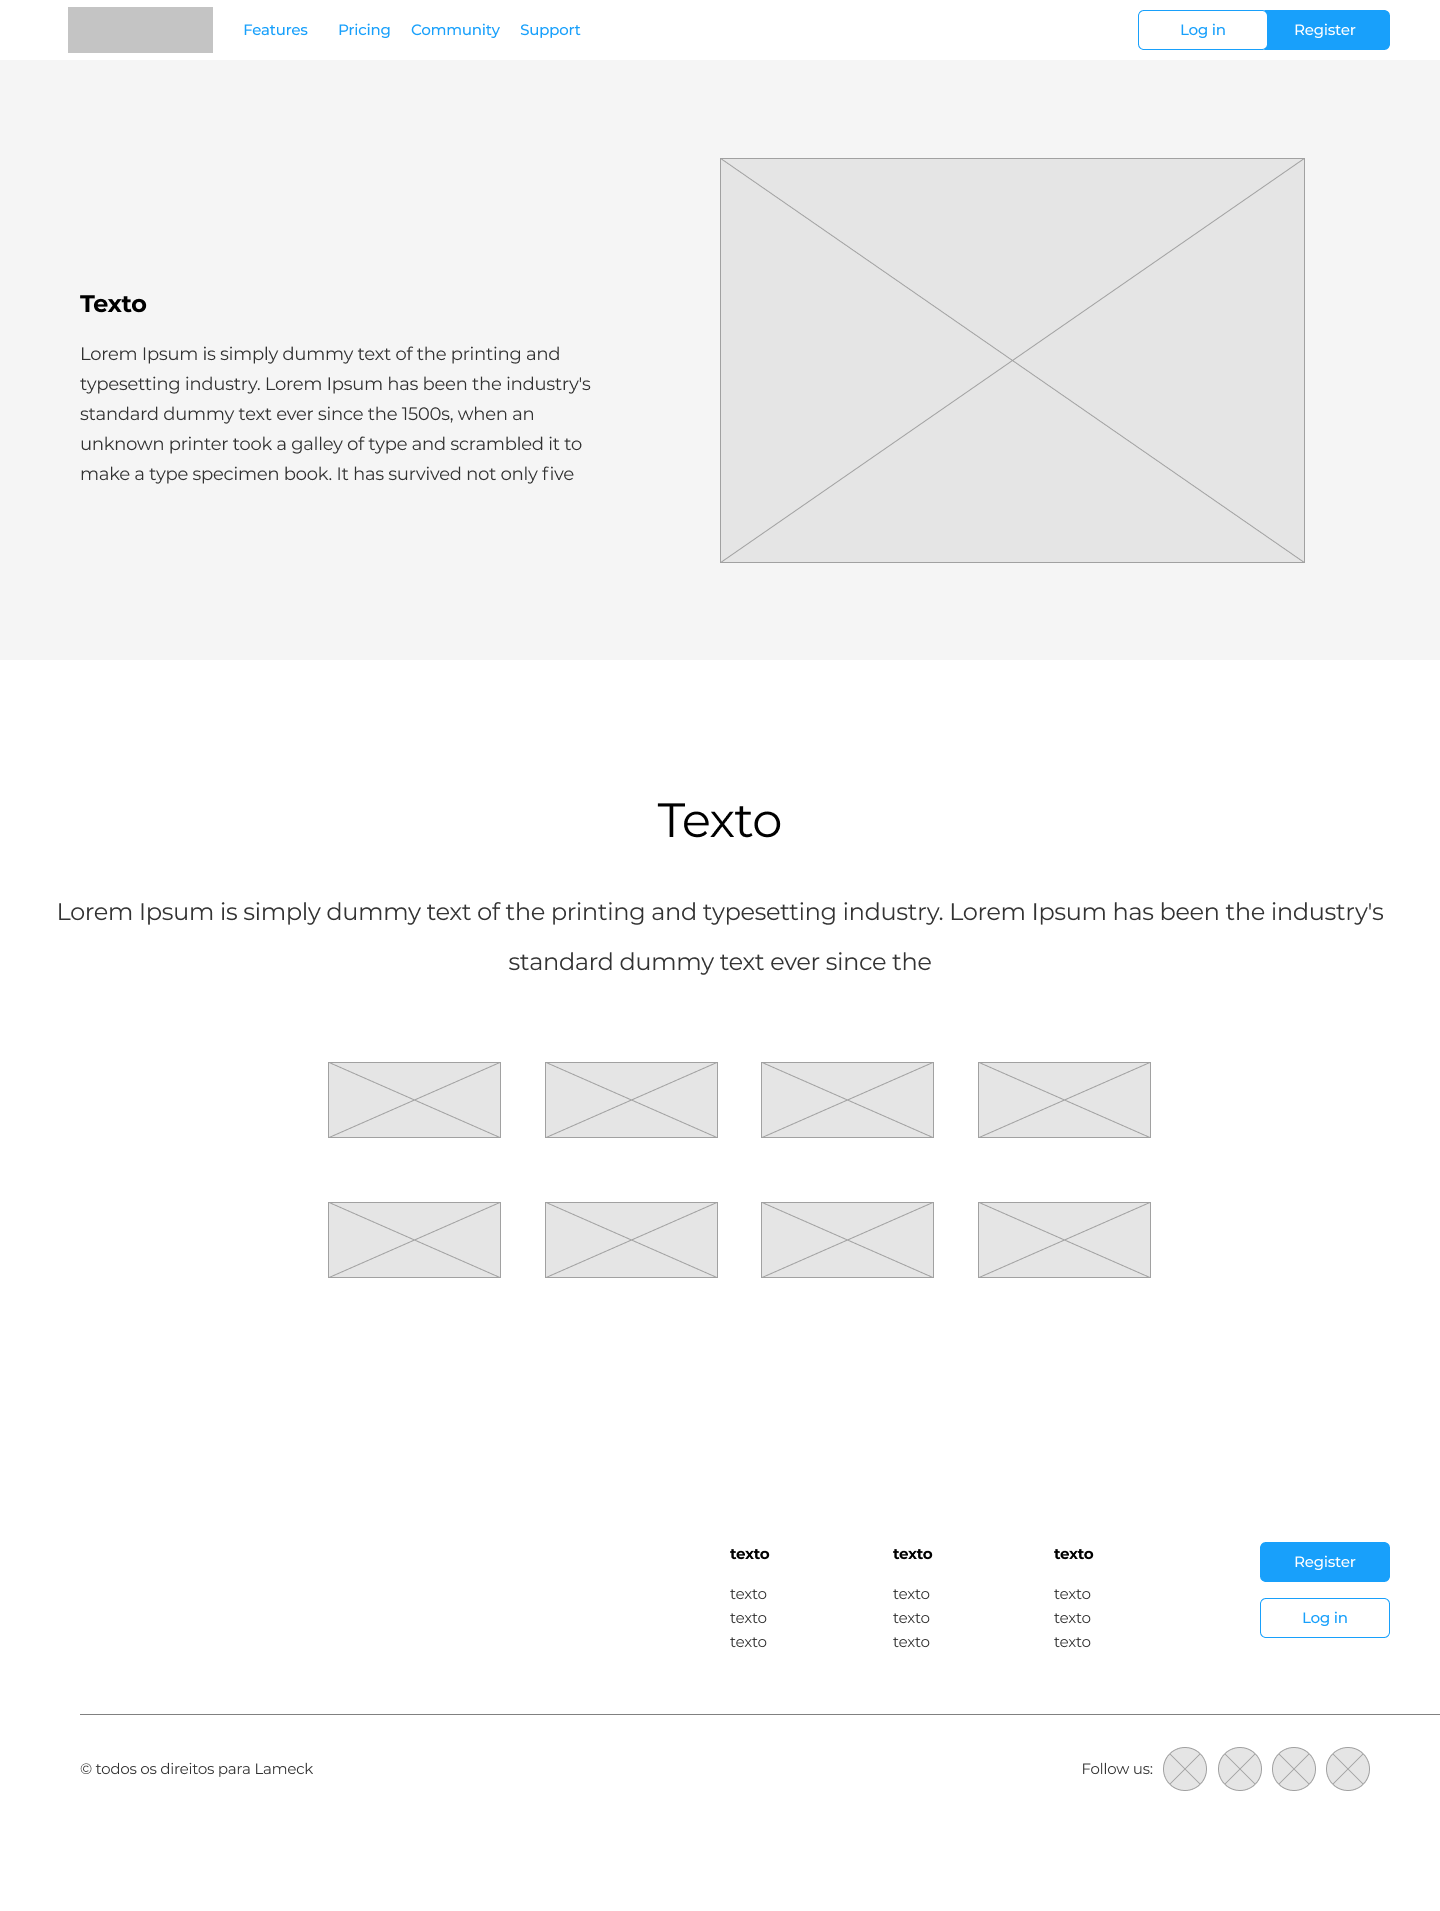 Features Pricing Community Support Log in Register
Texto
Lorem Ipsum is simply dummy text of the printing and
typesetting industry. Lorem Ipsum has been the industry's
standard dummy text ever since the 1500s, when an
unknown printer took a galley of type and scrambled it to
make a type specimen book. It has survived not only five
Texto
Lorem Ipsum is simply dummy text of the printing and typesetting industry. Lorem Ipsum has been the industry's
standard dummy text ever since the
texto texto texto Register
texto texto texto
texto texto texto Log in
texto texto texto
© todos os direitos para Lameck Follow us: